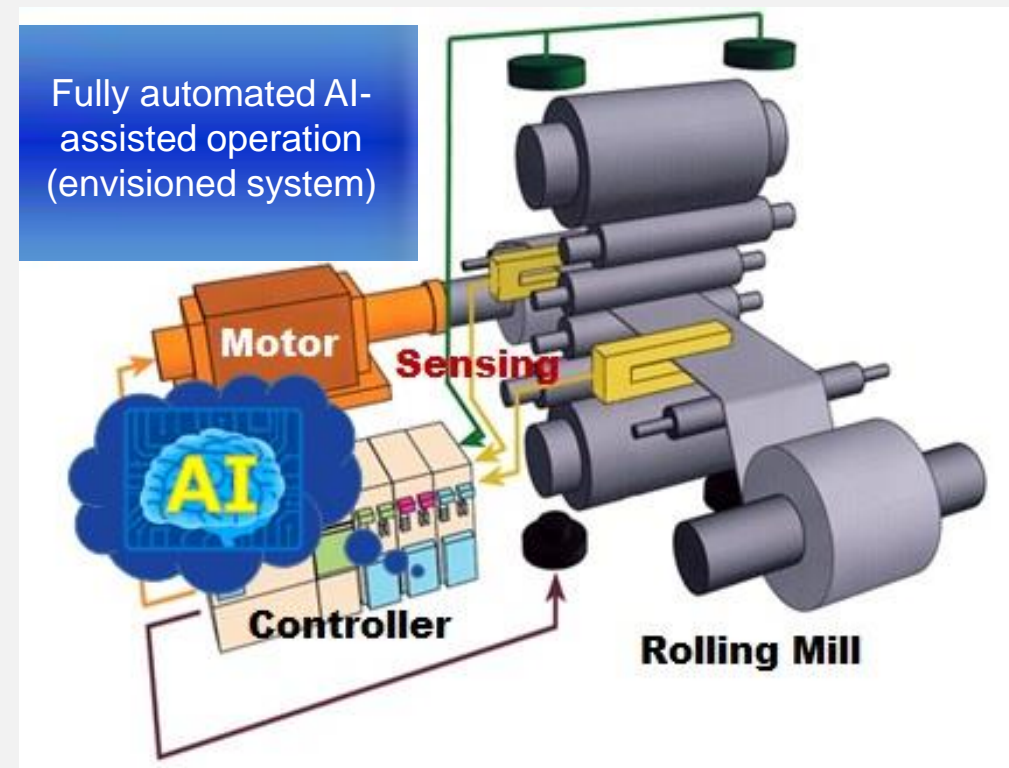 Fully automated AI-
assisted operation
(envisioned system)
Motor
Sensing
AI
Controller
Rolling Mill